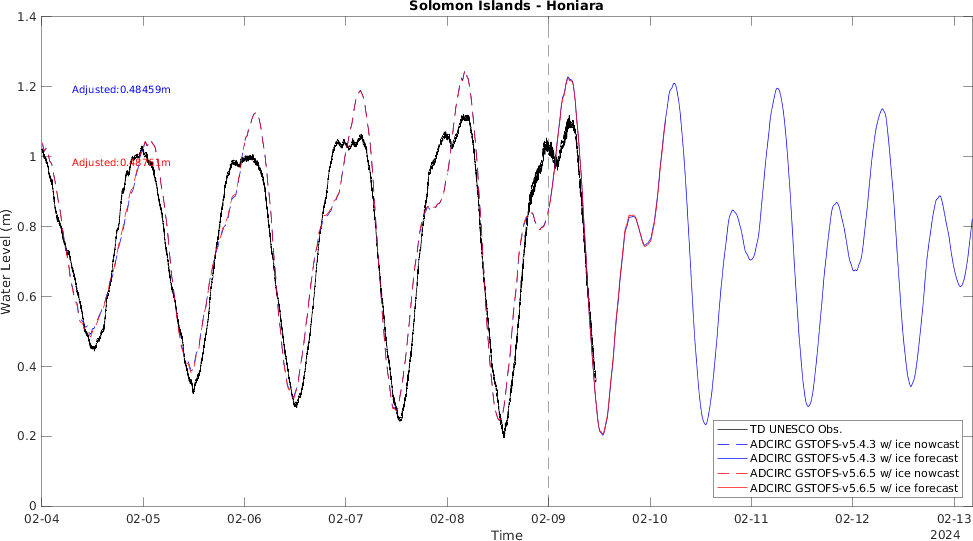 Solomon Islands - Honiara
1.4
1.2
1
0.8
0.6
0.4
0.2
0
Water Level (m)
Adjusted:0.48459m
Adjusted:0.48751m
02-04
02-05
02-06
02-07
02-08
02-09
02-10
02-11
02-12
02-13
2024
Time
TD UNESCO Obs.
ADCIRC GSTOFS-v5.4.3 w/ ice nowcast
ADCIRC GSTOFS-v5.4.3 w/ ice forecast
ADCIRC GSTOFS-v5.6.5 w/ ice nowcast
ADCIRC GSTOFS-v5.6.5 w/ ice forecast